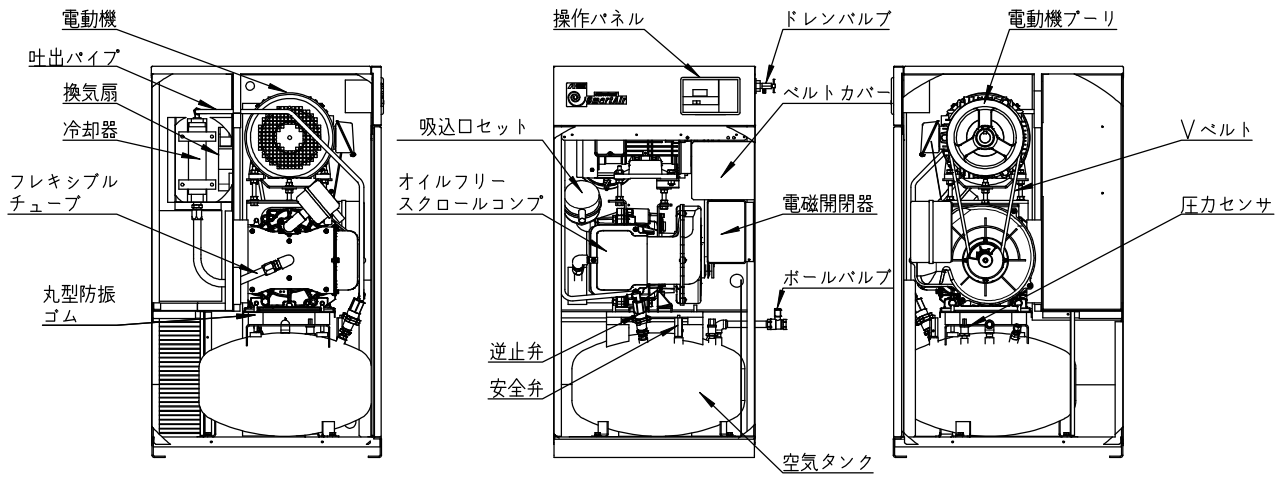 電動機
吐出パイプ
換気扇
冷却器
フレキシブル
チューブ
丸型防振
ゴム
操作パネル
ドレンバルブ
SmartAir
ベルトカバー
吸込口セット
オイルフリー
スクロールコンプ
電磁開閉器
ボールバルブ
逆止弁
安全弁
空気タンク
電動機プーリ
Vベルト
圧力センサ